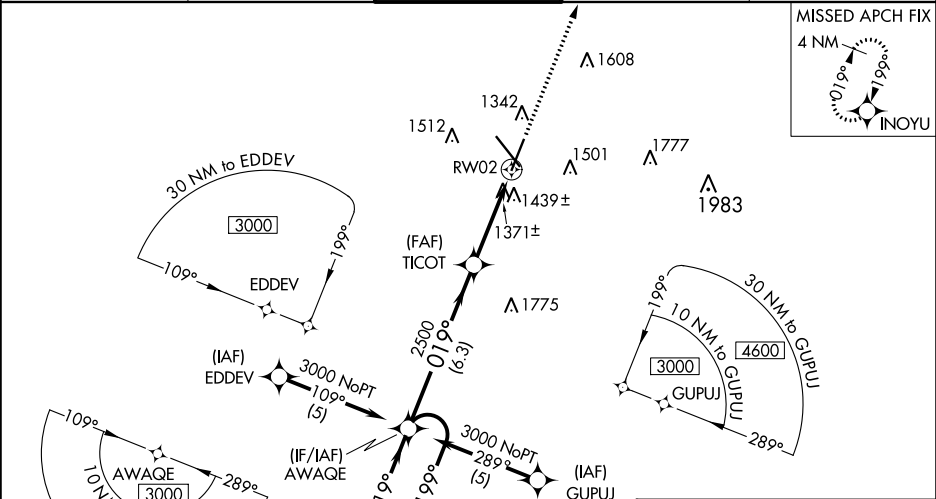 MISSED APCH FIX
4 NM
019°
199°
INOYU
1608
1342
1512
RW02
1501
1777
1983
1439±
1371±
30 NM to EDDEV
3000
109°
199°
EDDEV
(FAF)
TICOT
1775
2500
019°
(6.3)
(IAF)
EDDEV
3000 NoPT
109°
(5)
30 NM to GUPUJ
4600
10 NM to GUPUJ
3000
199°
GUPUJ
289°
(IF/IAF)
AWAQE
3000 NoPT
289°
(5)
(IAF)
GUPUJ
199°
109°
AWAQE
3000
289°